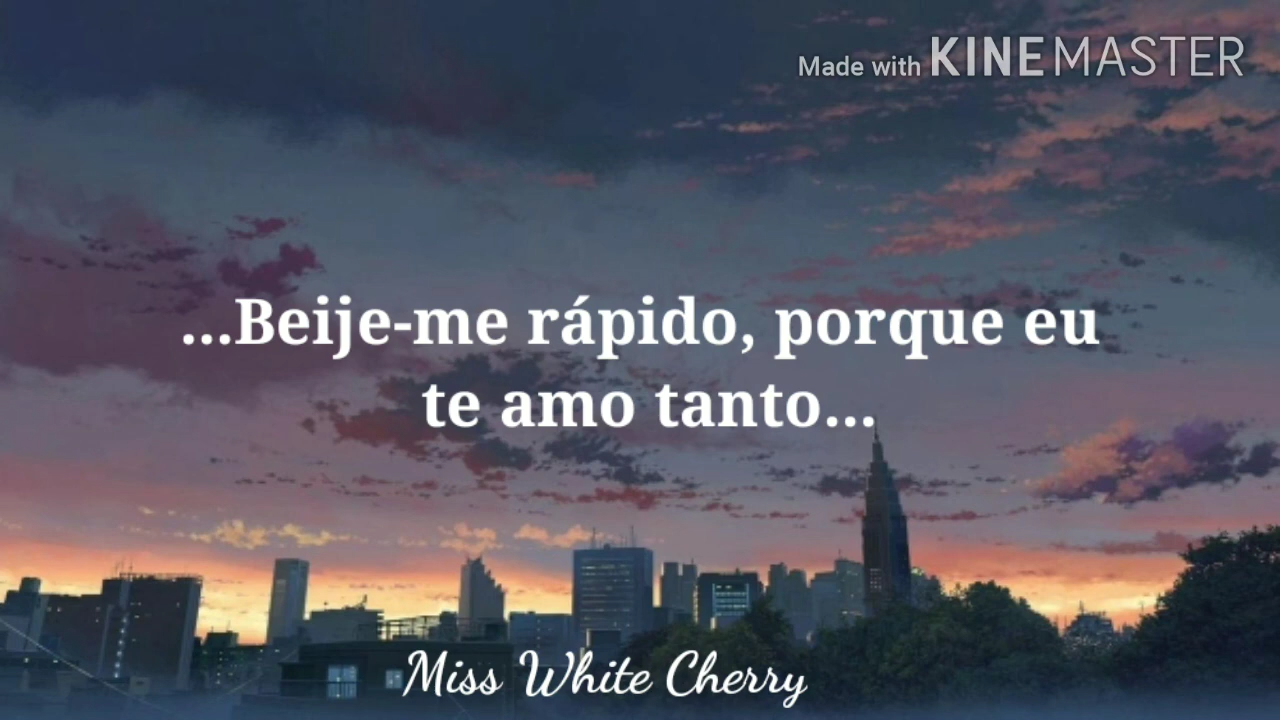 Made with KINEMASTER
...Beije-me rápido, porque eu
te amo tanto...
Miss White Cherry